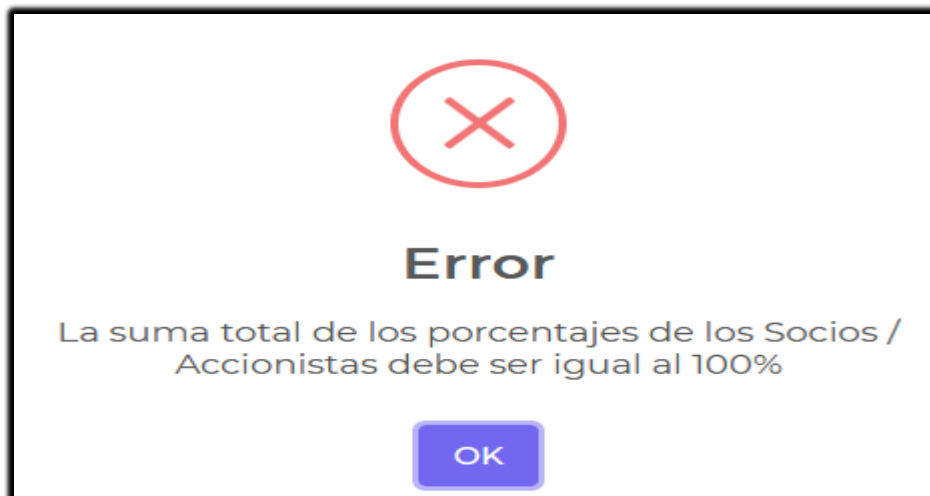 Error
La suma total de los porcentajes de los Socios /
Accionistas debe ser igual al 100%
OK